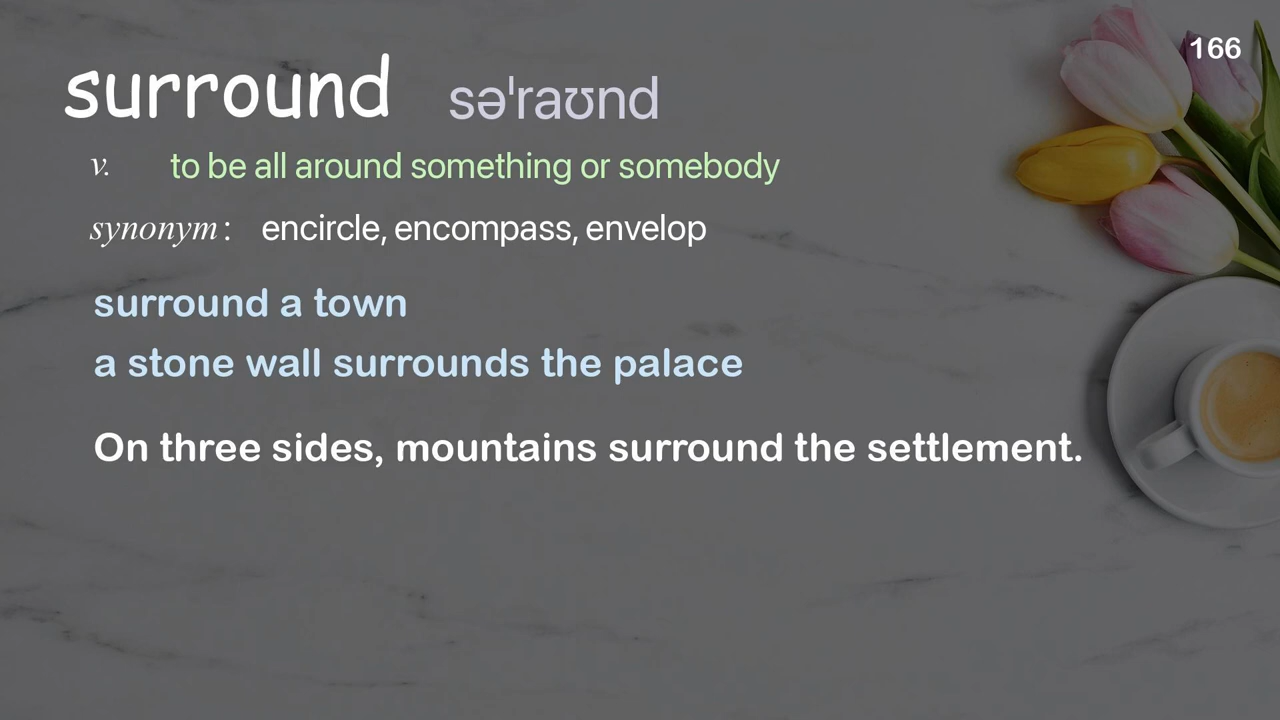 166
surround səˈraʊnd
v. to be all around something or somebody
synonym: encircle, encompass, envelop
surround a town
a stone wall surrounds the palace
On three sides, mountains surround the settlement.